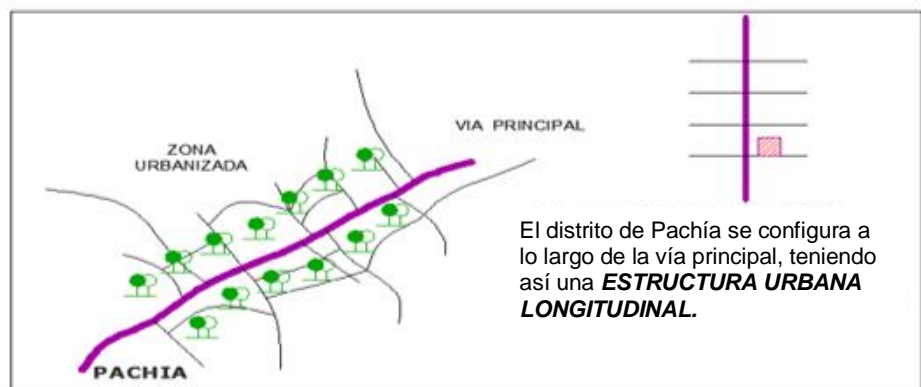 ZONA
URBANIZADA
VIA PRINCIPAL
PACHIA
El distrito de Pachía se configura a
lo largo de la vía principal, teniendo
así una ESTRUCTURA URBANA
LONGITUDINAL.